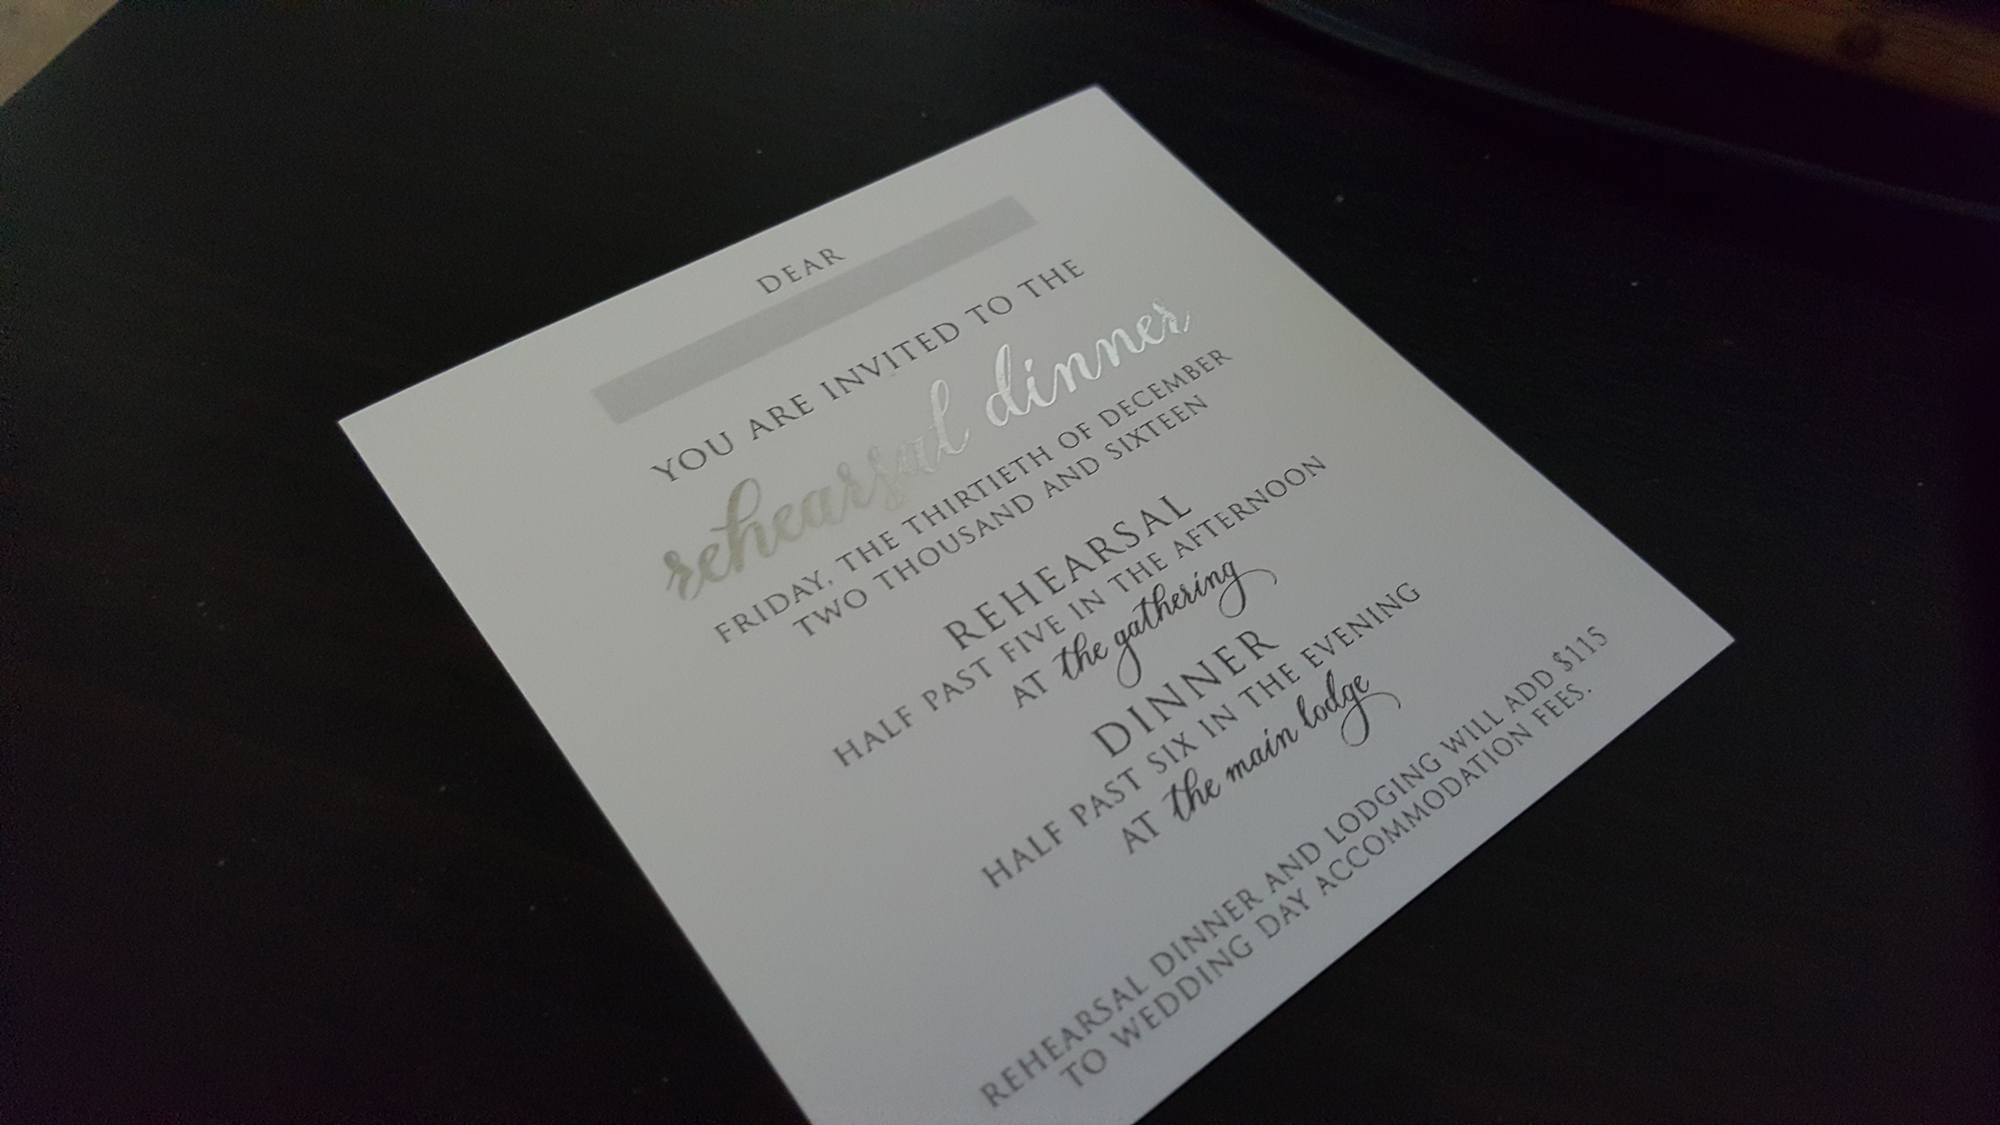 DEAR
YOU ARE INVITED TO THE
rehearsal dinner
FRIDAY, THE THIRTIETH OF DECEMBER
TWO THOUSAND AND SIXTEEN
REHEARSAL
HALF PAST FIVE IN THE AFTERNOON
AT the gathering
DINNER
HALF PAST SIX IN THE EVENING
AT the main lodge
REHEARSAL DINNER AND LODGING WILL ADD $115
TO WEDDING DAY ACCOMMODATION FEES.